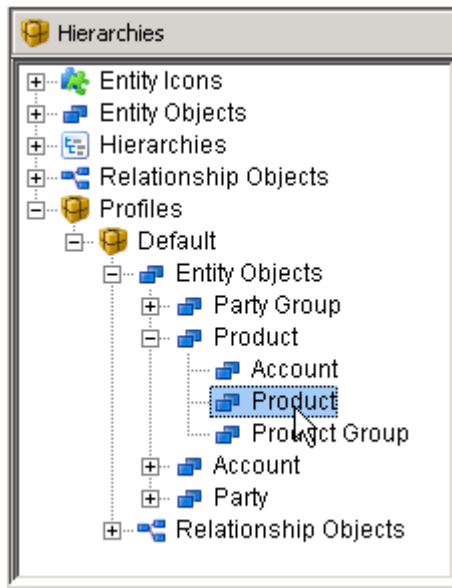 Hierarchies
Entity Icons
Entity Objects
Hierarchies
Relationship Objects
Profiles
Default
Entity Objects
Party Group
Product
Account
Product
Product Group
Account
Party
Relationship Objects